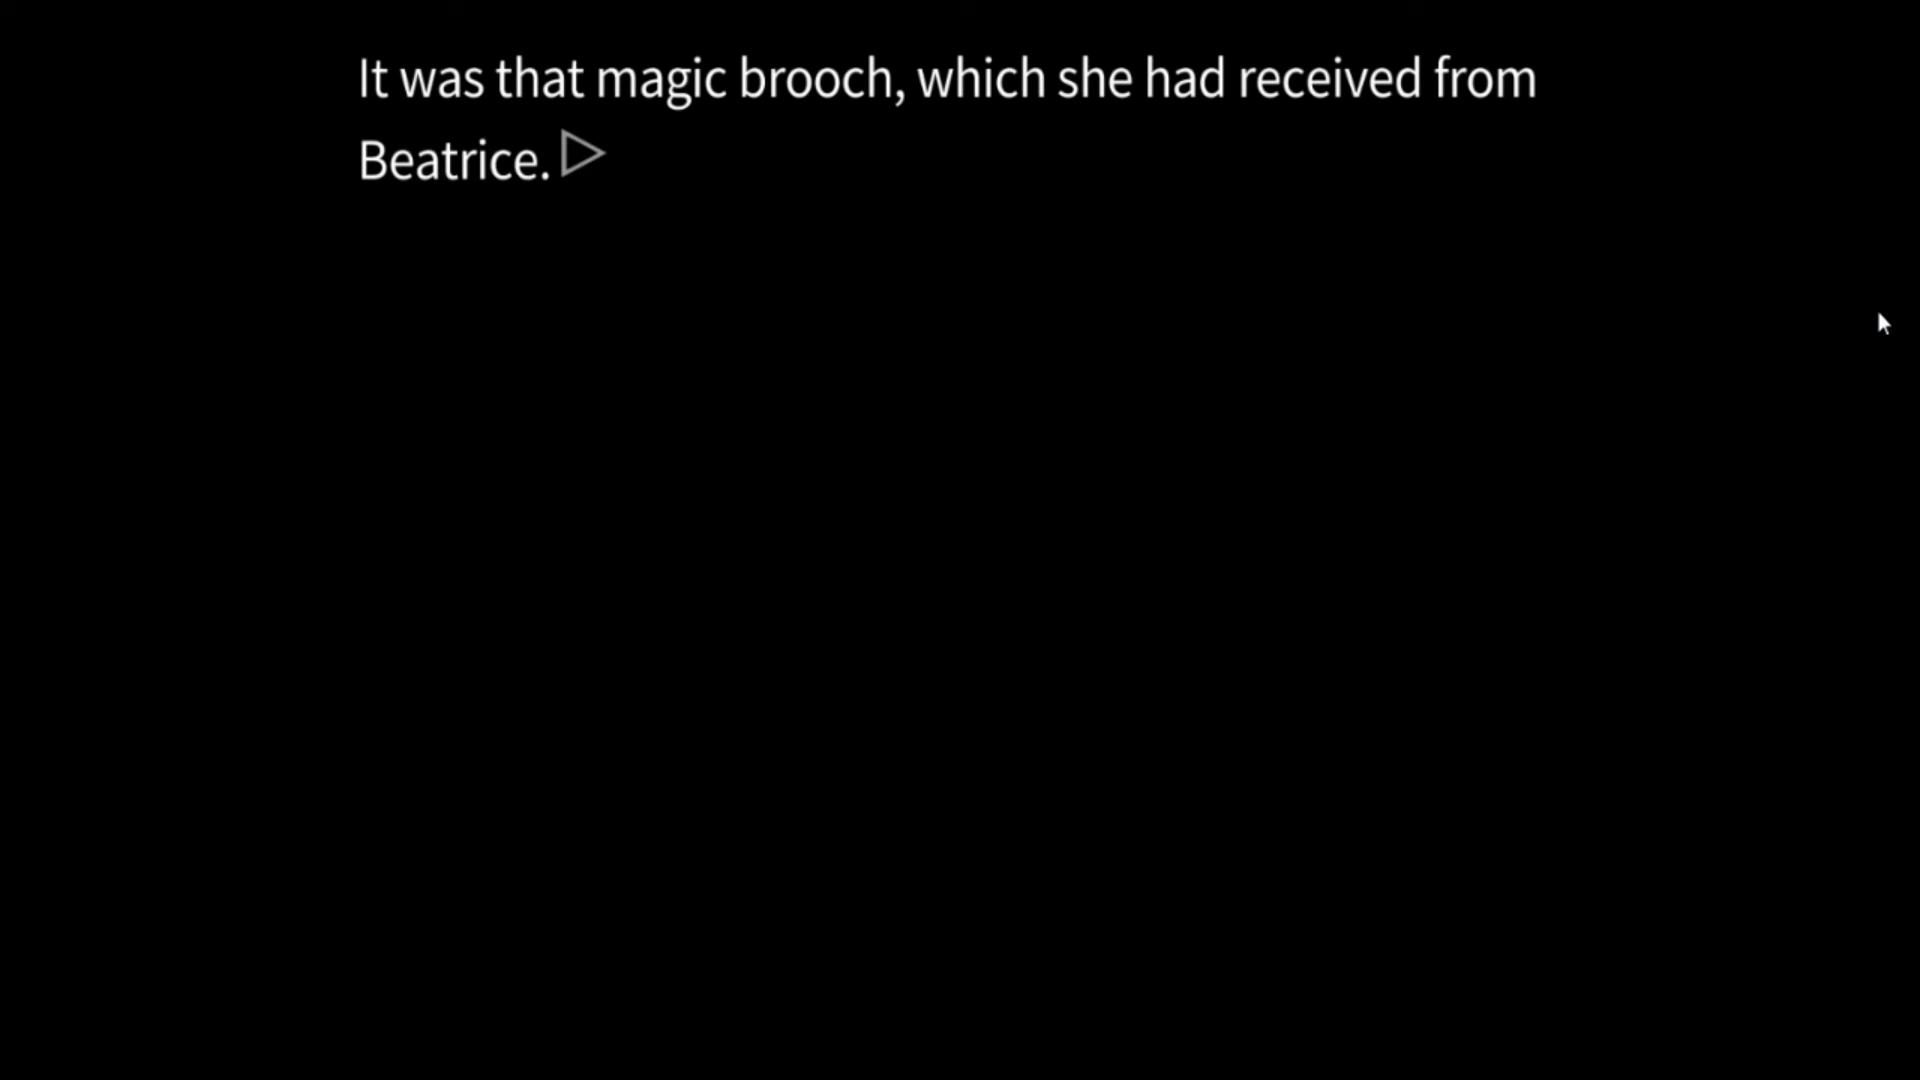 It was that magic brooch, which she had received from
Beatrice.